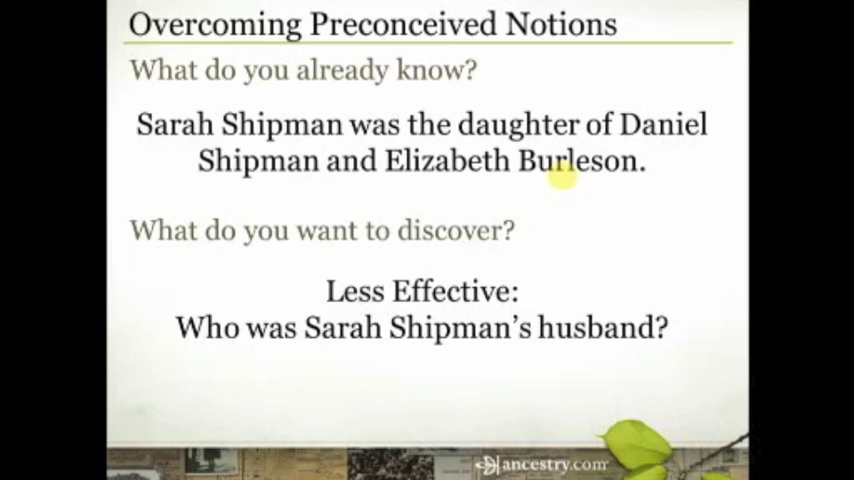 Overcoming Preconceived Notions
What do you already know?
Sarah Shipman was the daughter of Daniel
Shipman and Elizabeth Burleson.
What do you want to discover?
Less Effective:
Who was Sarah Shipman's husband?
ancestry.com